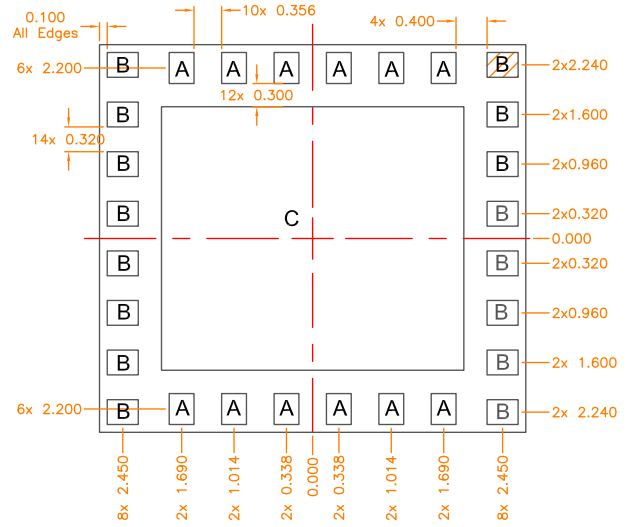 0.100
All Edges
10x 0.356
4x 0.400
6x 2.200
B A A A A A A B
2x2.240
12x 0.300
B B
2x1.600
14x 0.320
B B
2x0.960
B B
2x0.320
C
0.000
B B
2x0.320
B B
2x0.960
B B
2x 1.600
6x 2.200
B A A A A A A B
2x 2.240
8x 2.450
2x 1.690
2x 1.014
2x 0.338
0.000
2x 0.338
2x 1.014
2x 1.690
8x 2.450